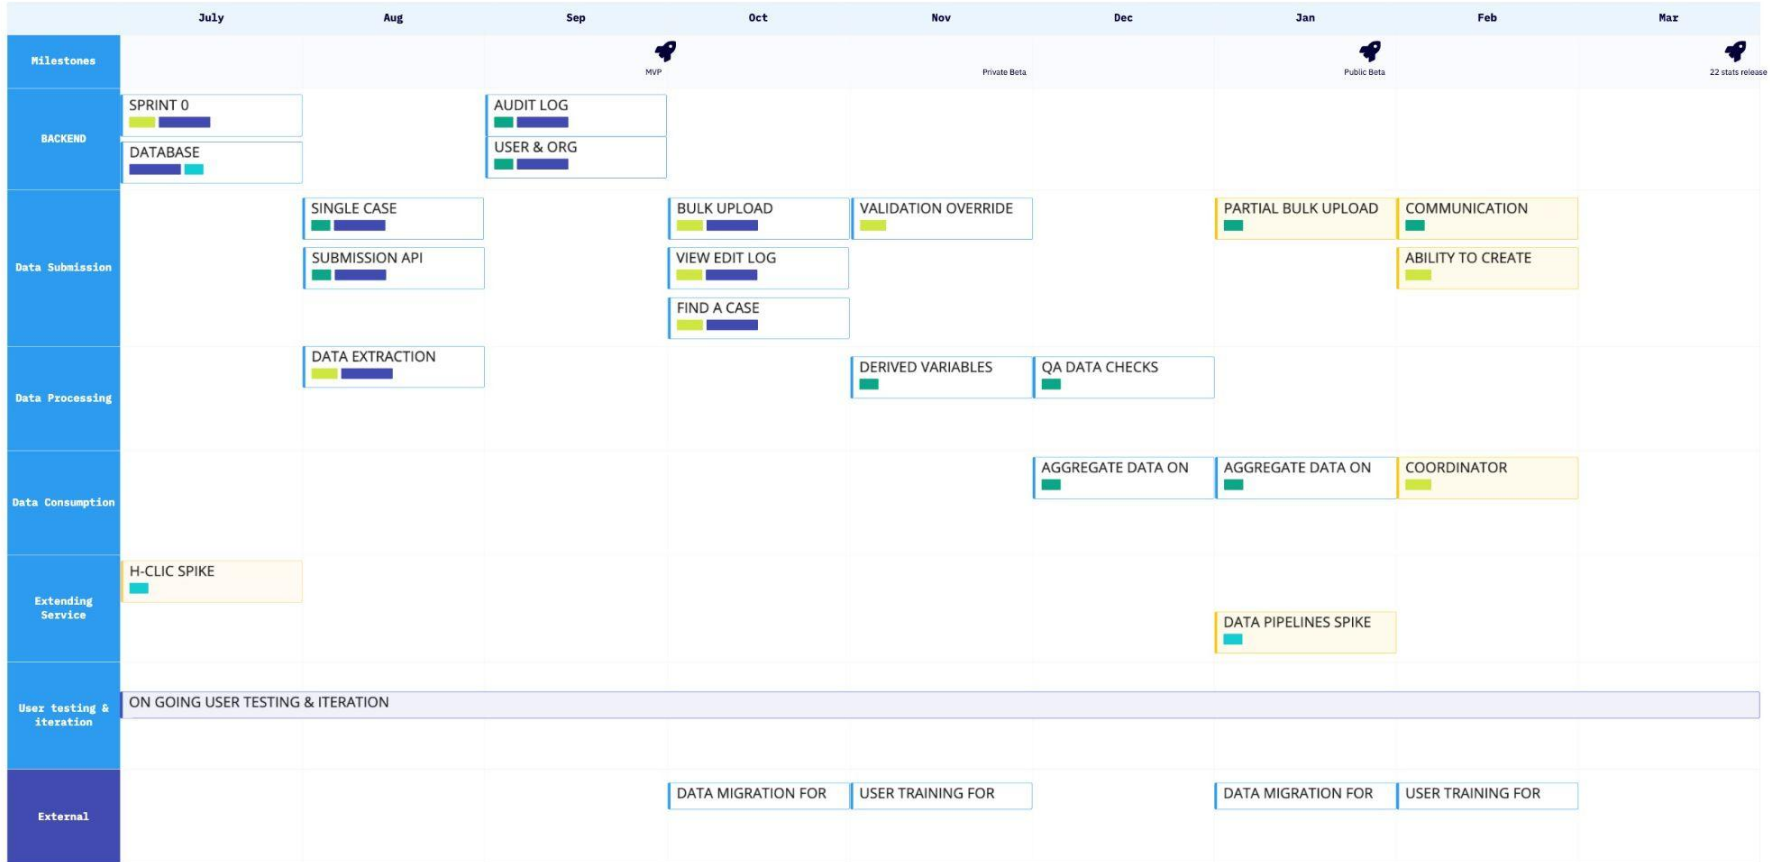 July Aug Sep Oct Nov Dec Jan Feb Mar
Milestones
MVP Private Beta Public Beta 22 stats release
BACKEND
SPRINT 0 AUDIT LOG
DATABASE USER & ORG
Data Submission
SINGLE CASE BULK UPLOAD VALIDATION OVERRIDE PARTIAL BULK UPLOAD COMMUNICATION
SUBMISSION API VIEW EDIT LOG ABILITY TO CREATE
FIND A CASE
Data Processing
DATA EXTRACTION DERIVED VARIABLES QA DATA CHECKS
Data Consumption
AGGREGATE DATA ON AGGREGATE DATA ON COORDINATOR
Extending
Service
H-CLIC SPIKE
DATA PIPELINES SPIKE
User testing &
iteration
ON GOING USER TESTING & ITERATION
External
DATA MIGRATION FOR USER TRAINING FOR DATA MIGRATION FOR USER TRAINING FOR